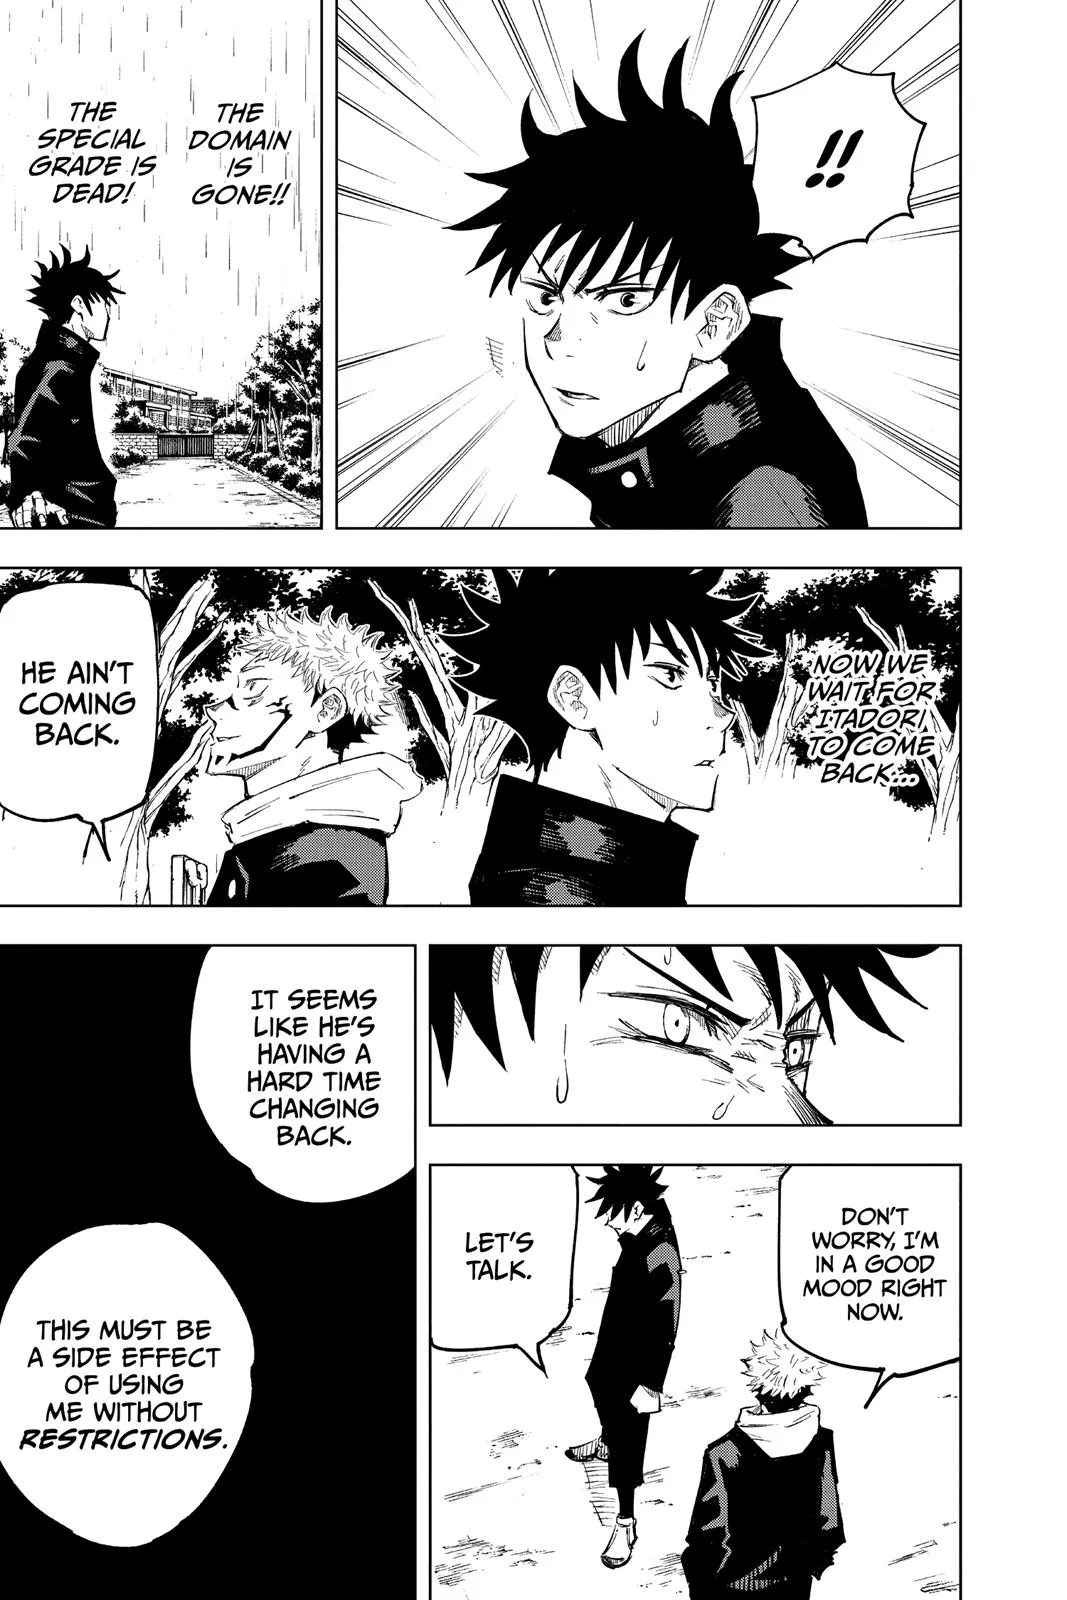 !!
THE
DOMAIN
IS
GONE!!
THE
SPECIAL
GRADE IS
DEAD!
NOW WE
WAIT FOR
ITADORI
TO COME
BACK...
HE AIN'T
COMING
BACK.
DON'T
WORRY, I'M
IN A GOOD
MOOD RIGHT
NOW.
LET'S
TALK.
IT SEEMS
LIKE HE'S
HAVING A
HARD TIME
CHANGING
BACK.
THIS MUST BE
A SIDE EFFECT
OF USING
ME WITHOUT
RESTRICTIONS.